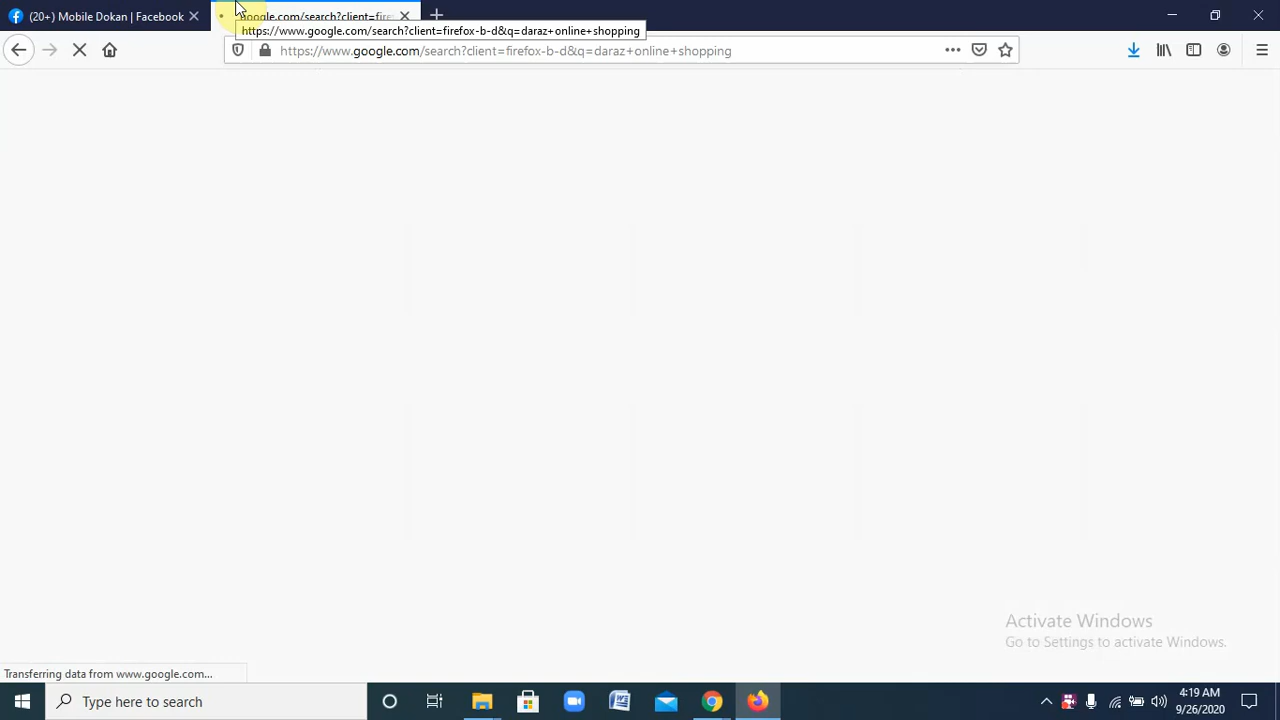 (20+) Mobile Dokan | Facebook
google.com/search?client=fire
https://www.google.com/search?client=firefox-b-d&q=daraz+online+shopping
https://www.google.com/search?client=firefox-b-d&q=daraz+online+shopping
Activate Windows
Go to Settings to activate Windows.
Transferring data from www.google.com...
Type here to search
4:19 AM
9/26/2020